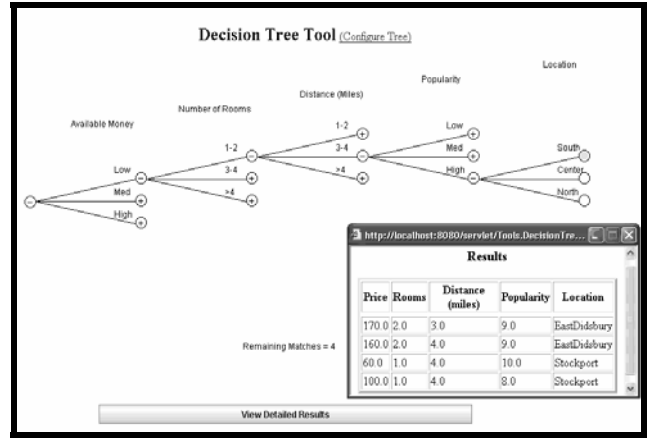 Decision Tree Tool (Configure Tree)
Location
Popularity
Distance (Miles)
Number of Rooms
Available Money
1-2
Low
1-2
3-4
Med
South
Low
3-4
>4
High
Center
Med
>4
North
High
http://localhost:8080/servlet/Tools.DecisionTre...
Results
Price Rooms Distance (miles) Popularity Location
170.0 2.0 3.0 9.0 EastDidsbury
160.0 2.0 4.0 9.0 EastDidsbury
60.0 1.0 4.0 10.0 Stockport
100.0 1.0 4.0 8.0 Stockport
Remaining Matches = 4
View Detailed Results